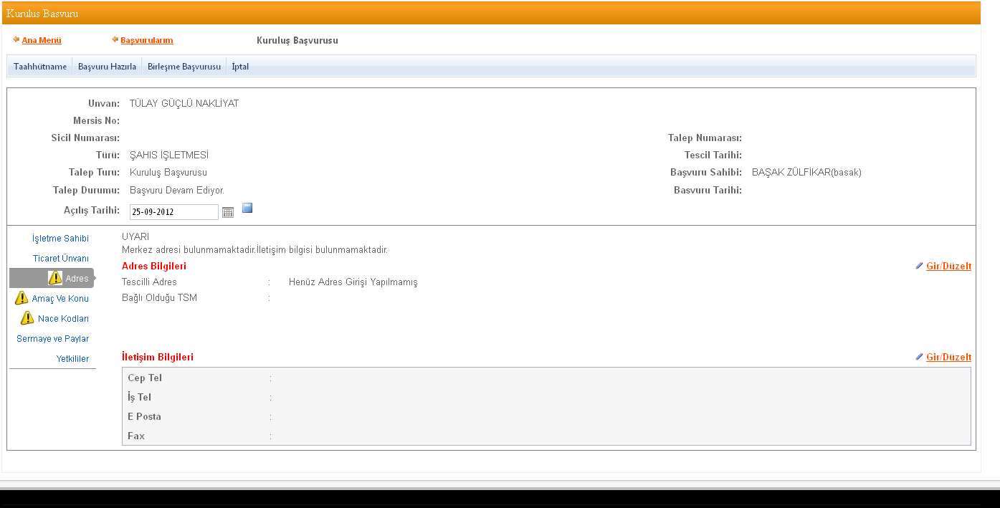 Kurulus Basvuru
Ana Menü Başvurularım Kuruluş Başvurusu
Taahhütname Başvuru Hazırla Birleşme Başvurusu İptal
Unvan: TÜLAY GÜÇLÜ NAKLİYAT
Mersis No:
Sicil Numarası: Talep Numarası:
Türü: ŞAHIS İŞLETMESİ Tescil Tarihi:
Talep Turu: Kuruluş Başvurusu Başvuru Sahibi: BAŞAK ZÜLFİKAR(basak)
Talep Durumu: Başvuru Devam Ediyor. Basvuru Tarihi:
Açılış Tarihi: 25-09-2012
İşletme Sahibi
Ticaret Ünvanı
Adres
Amaç Ve Konu
Nace Kodları
Sermaye ve Paylar
Yetkililer
UYARI
Merkez adresi bulunmamaktadır.İletişim bilgisi bulunmamaktadir.
Adres Bilgileri Gir/Düzelt
Tescilli Adres : Henüz Adres Girişi Yapılmamış
Bağlı Olduğu TSM :
İletişim Bilgileri Gir/Düzelt
Cep Tel :
İş Tel :
E Posta :
Fax :